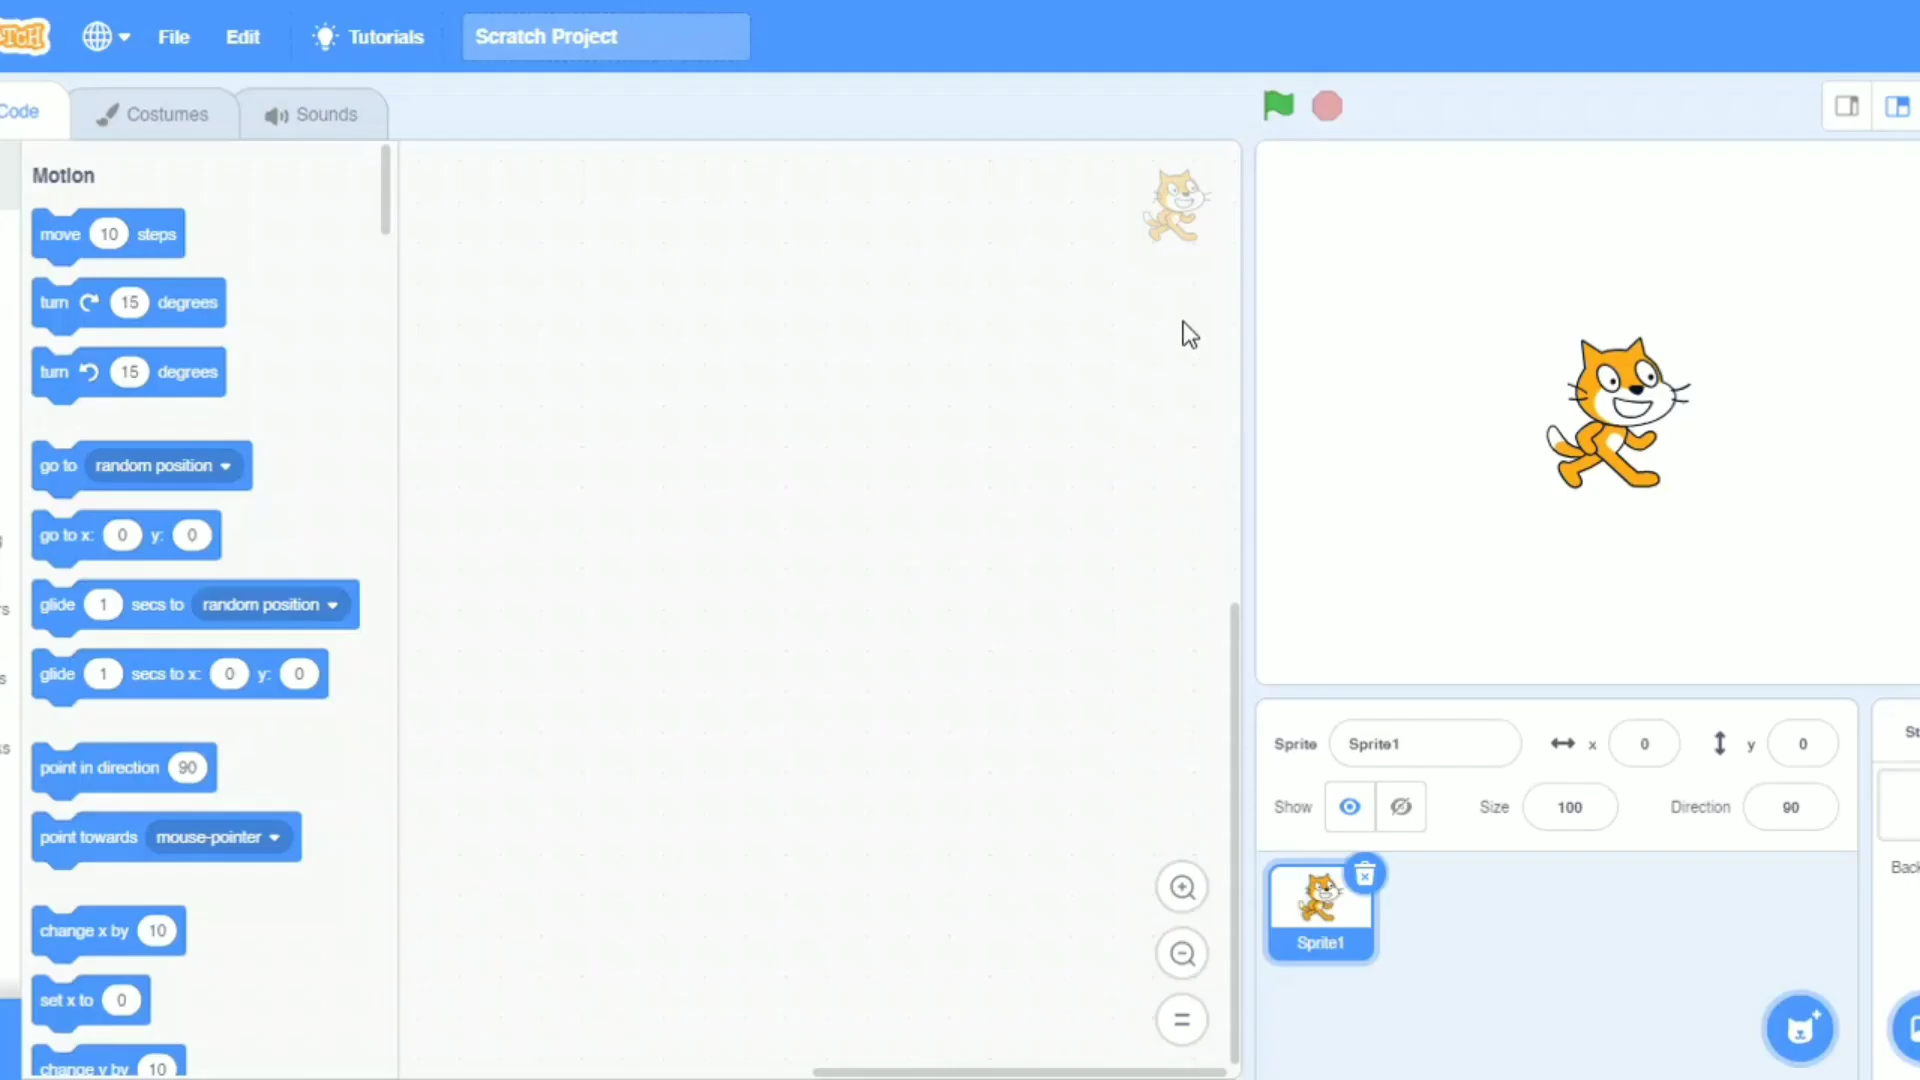 TCH File Edit Tutorials Scratch Project
Code Costumes Sounds
Motion
move 10 steps
turn 15 degrees
turn 15 degrees
go to random position
go to x: 0 y: 0
glide 1 secs to random position
glide 1 secs to x: 0 y: 0
point in direction 90
point towards mouse-pointer
change x by 10
set x to 0
change y by 10
Sprite Sprite1 x 0 y 0
Show Size 100 Direction 90
Sprite1
St
Back